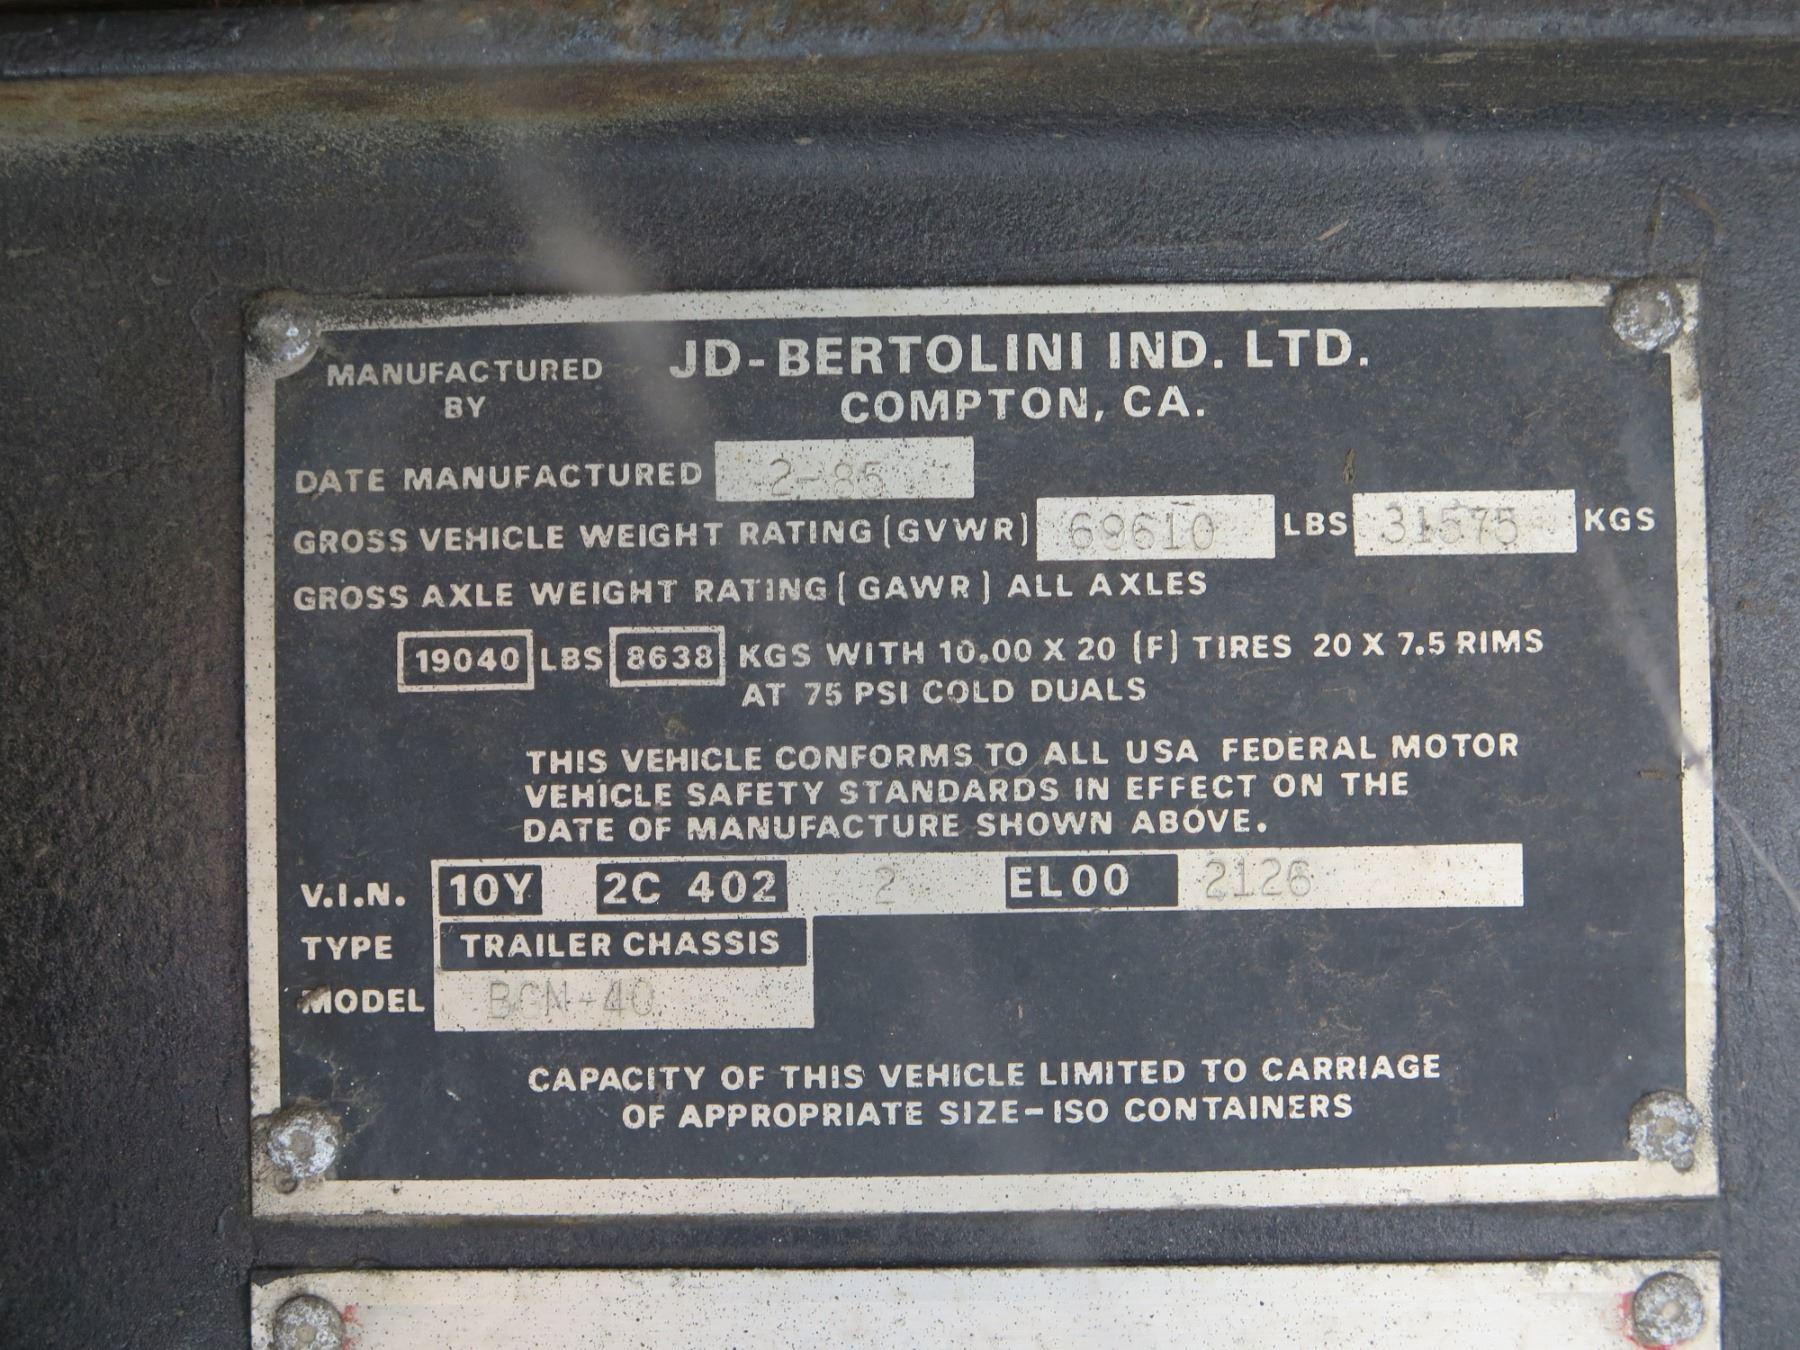 MANUFACTURED BY JD-BERTOLINI IND. LTD.
COMPTON, CA.
DATE MANUFACTURED 2-85
GROSS VEHICLE WEIGHT RATING (GVWR) 69610 LBS 31575 KGS
GROSS AXLE WEIGHT RATING (GAWR) ALL AXLES
19040 LBS 8638 KGS WITH 10.00 X 20 (F) TIRES 20 X 7.5 RIMS
AT 75 PSI COLD DUALS
THIS VEHICLE CONFORMS TO ALL USA FEDERAL MOTOR
VEHICLE SAFETY STANDARDS IN EFFECT ON THE
DATE OF MANUFACTURE SHOWN ABOVE.
V.I.N. 10Y 2C 402 2 EL00 2126
TYPE TRAILER CHASSIS
MODEL BGN-40
CAPACITY OF THIS VEHICLE LIMITED TO CARRIAGE
OF APPROPRIATE SIZE-ISO CONTAINERS